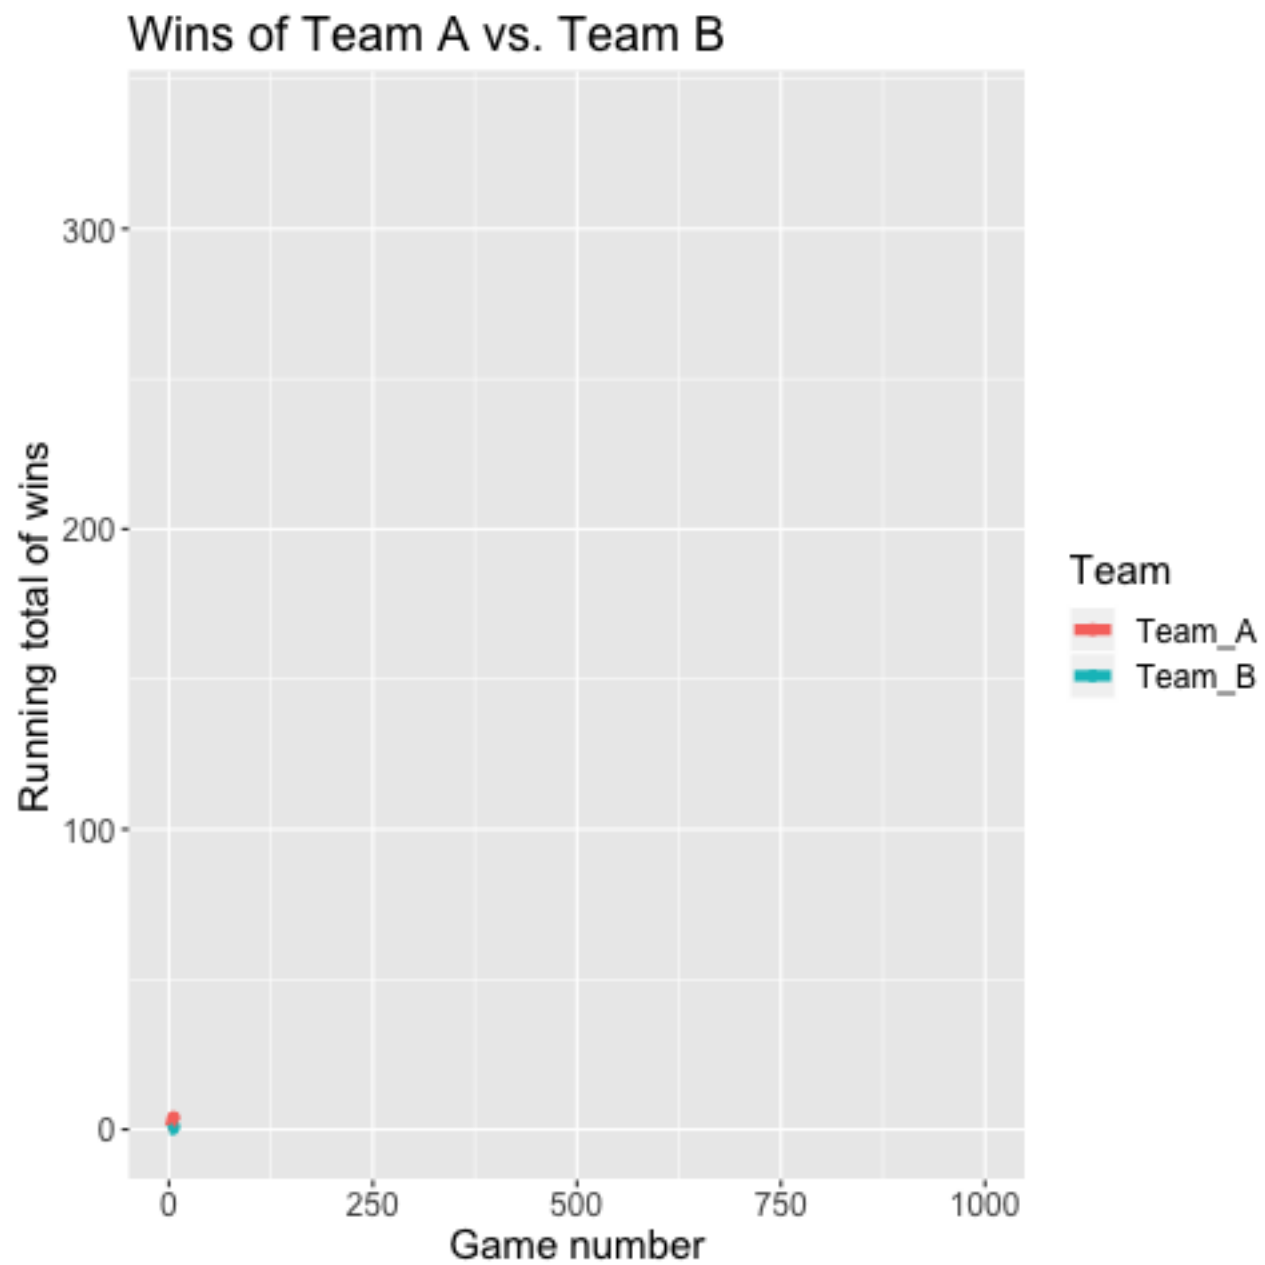 Wins of Team A vs. Team B
Running total of wins
300
200
100
0
0 250 500 750 1000
Game number
Team
Team_A
Team_B